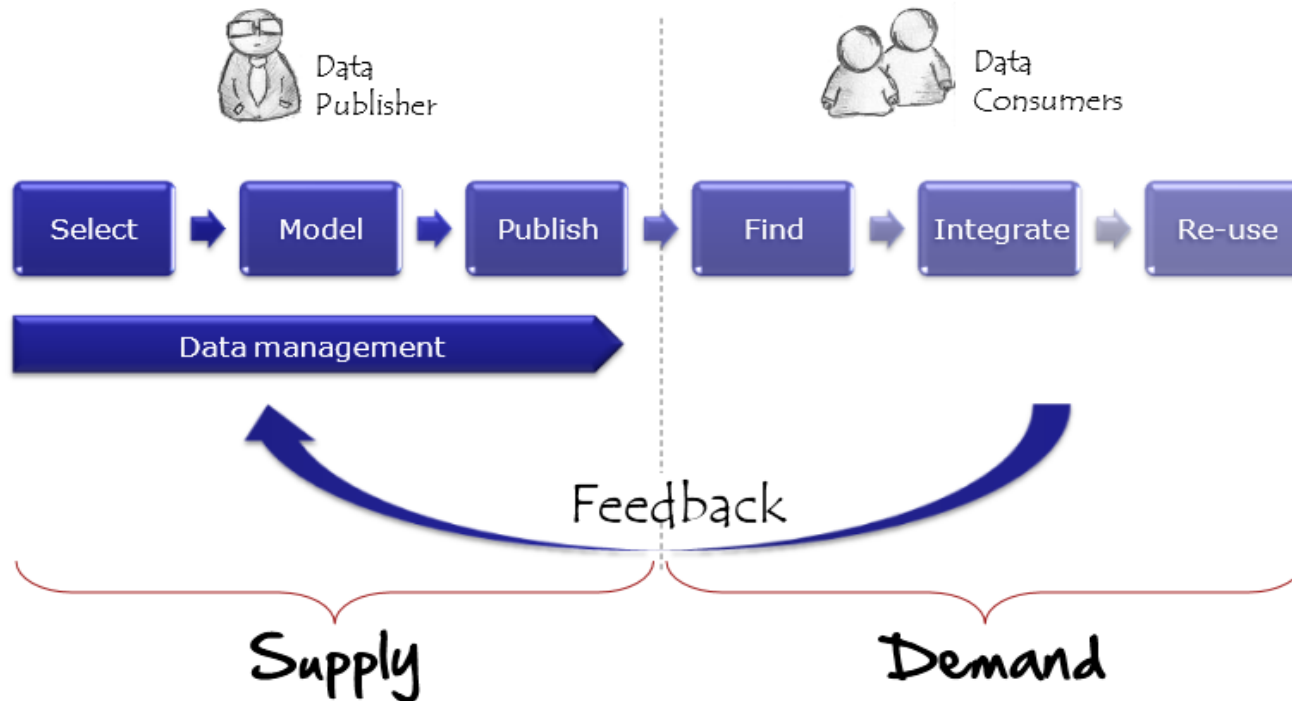 Data
Publisher
Data
Consumers
Select
Model
Publish
Find
Integrate
Re-use
Data management
Feedback
Supply
Demand